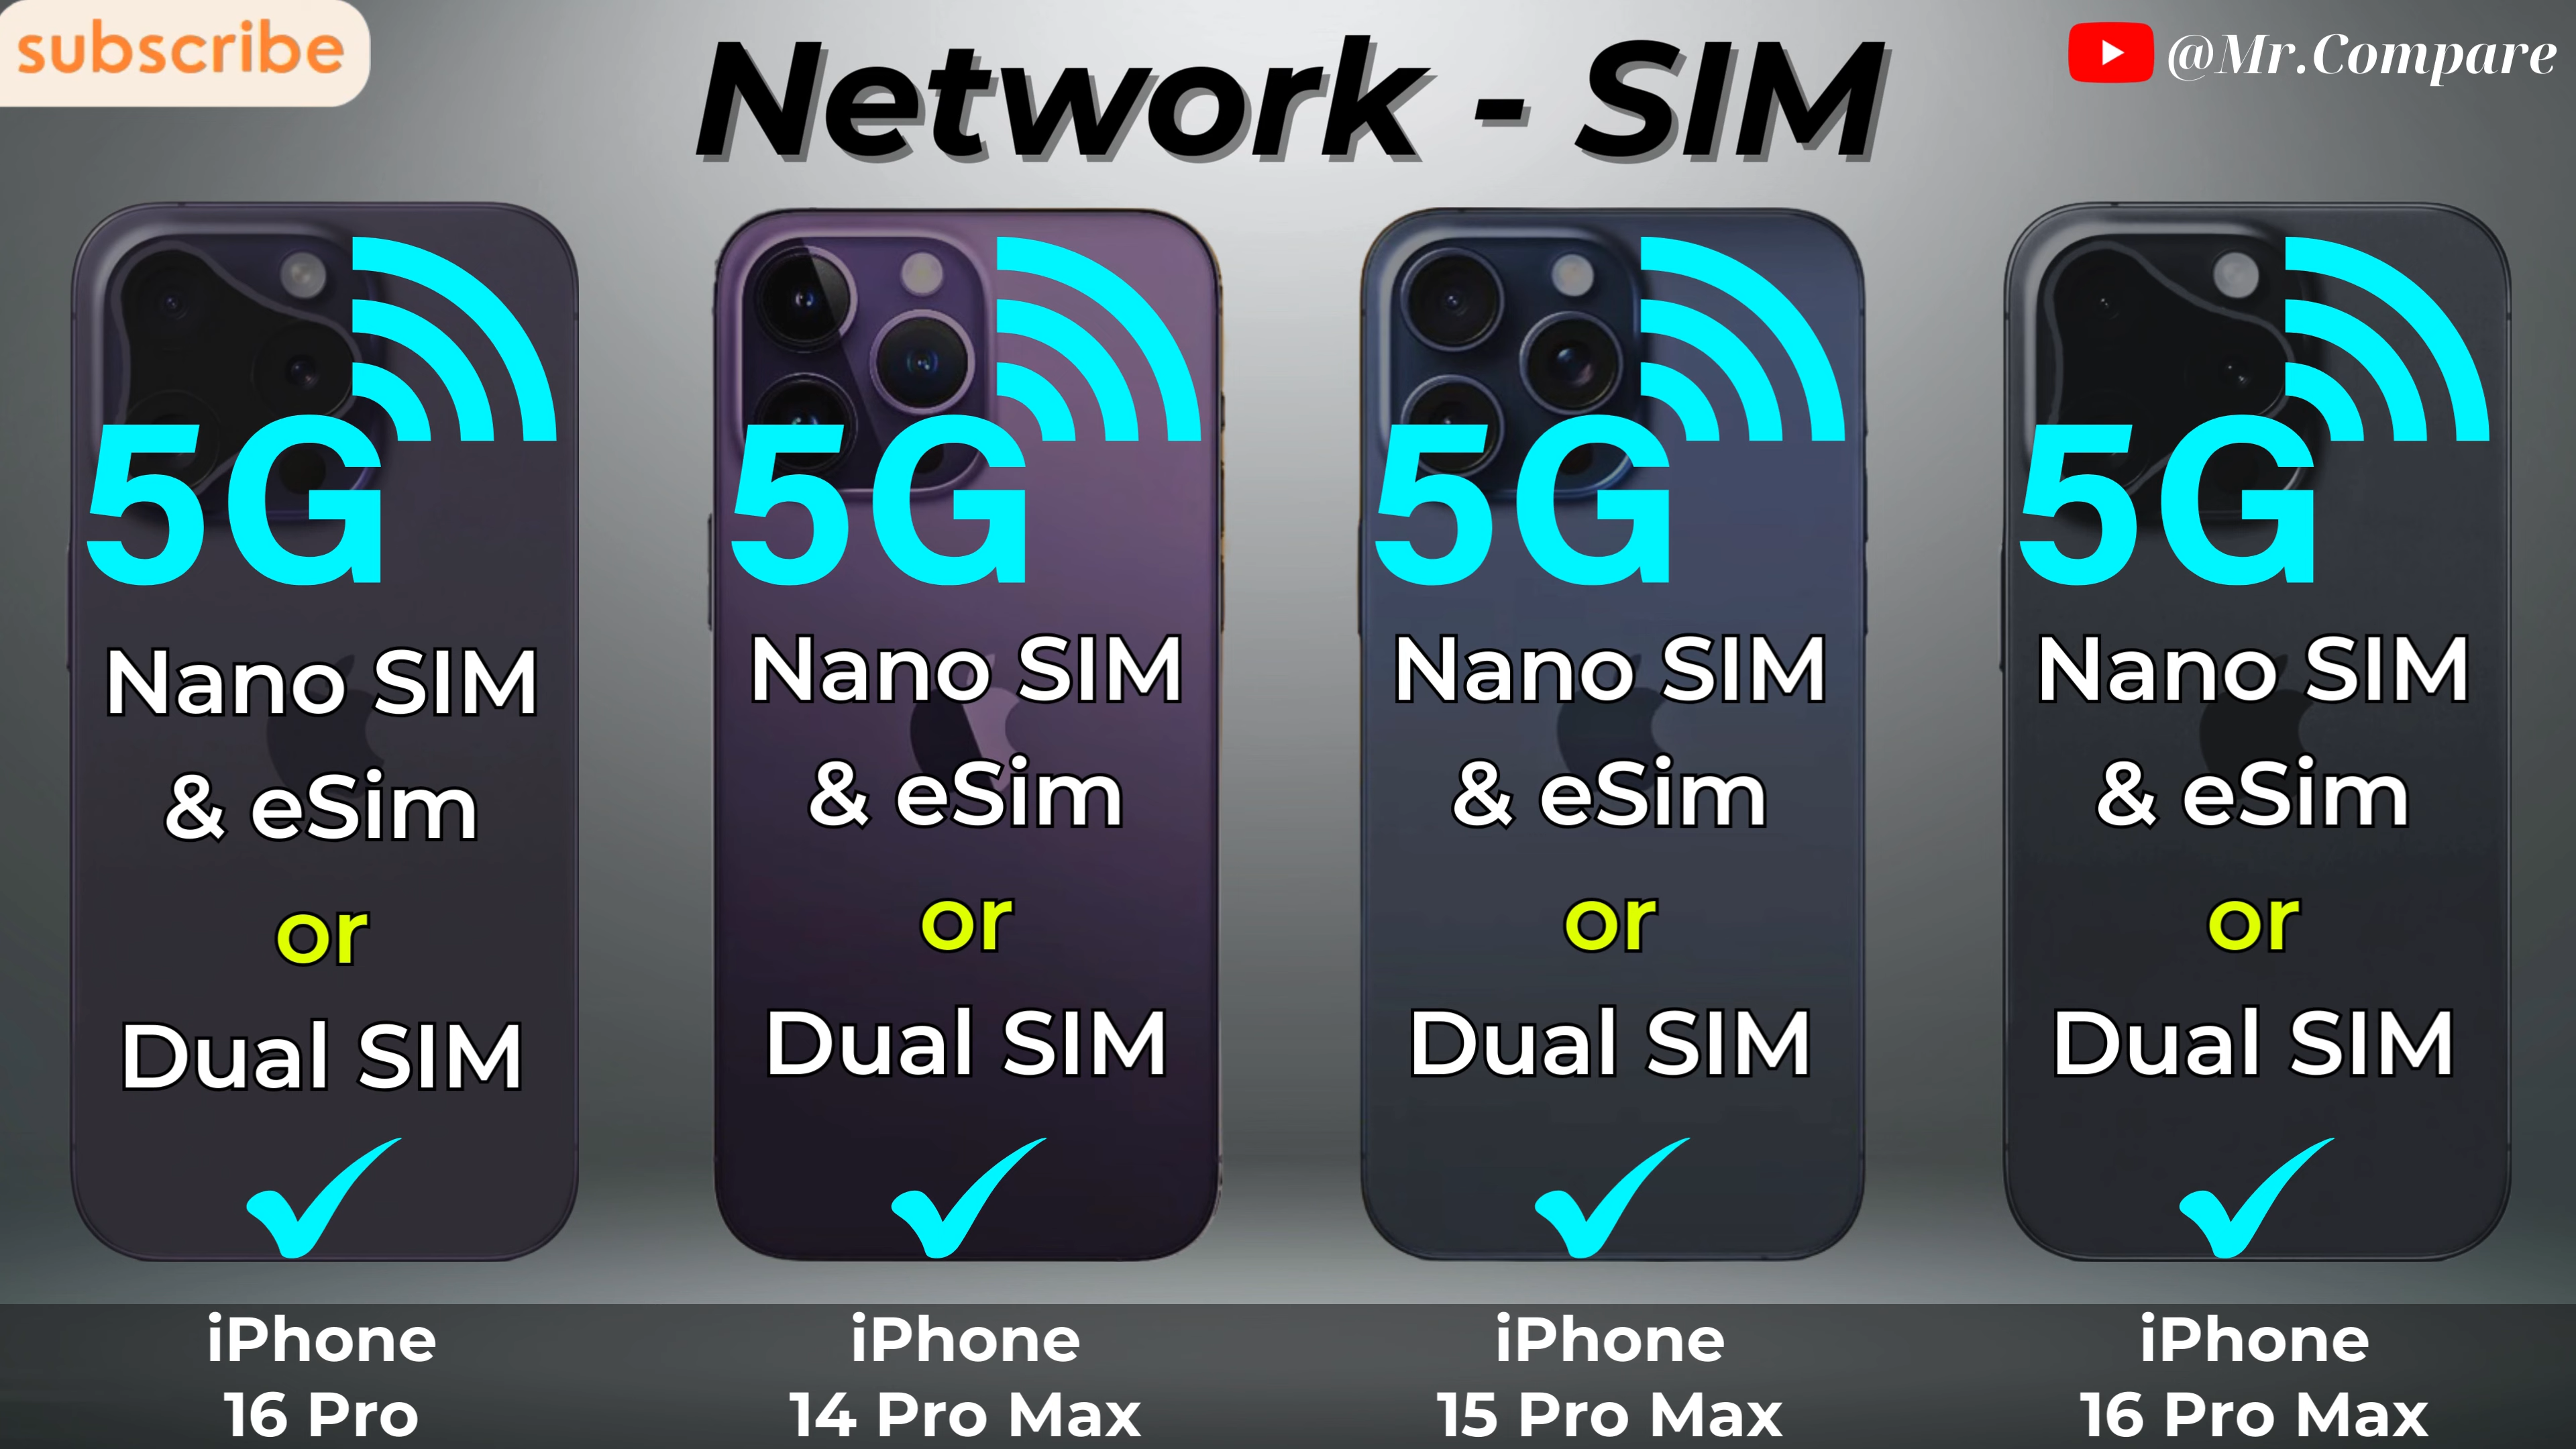 subscribe
Network - SIM
@Mr.Compare
5G
Nano SIM
& eSim
or
Dual SIM
iPhone
16 Pro
5G
Nano SIM
& eSim
or
Dual SIM
iPhone
14 Pro Max
5G
Nano SIM
& eSim
or
Dual SIM
iPhone
15 Pro Max
5G
Nano SIM
& eSim
or
Dual SIM
iPhone
16 Pro Max